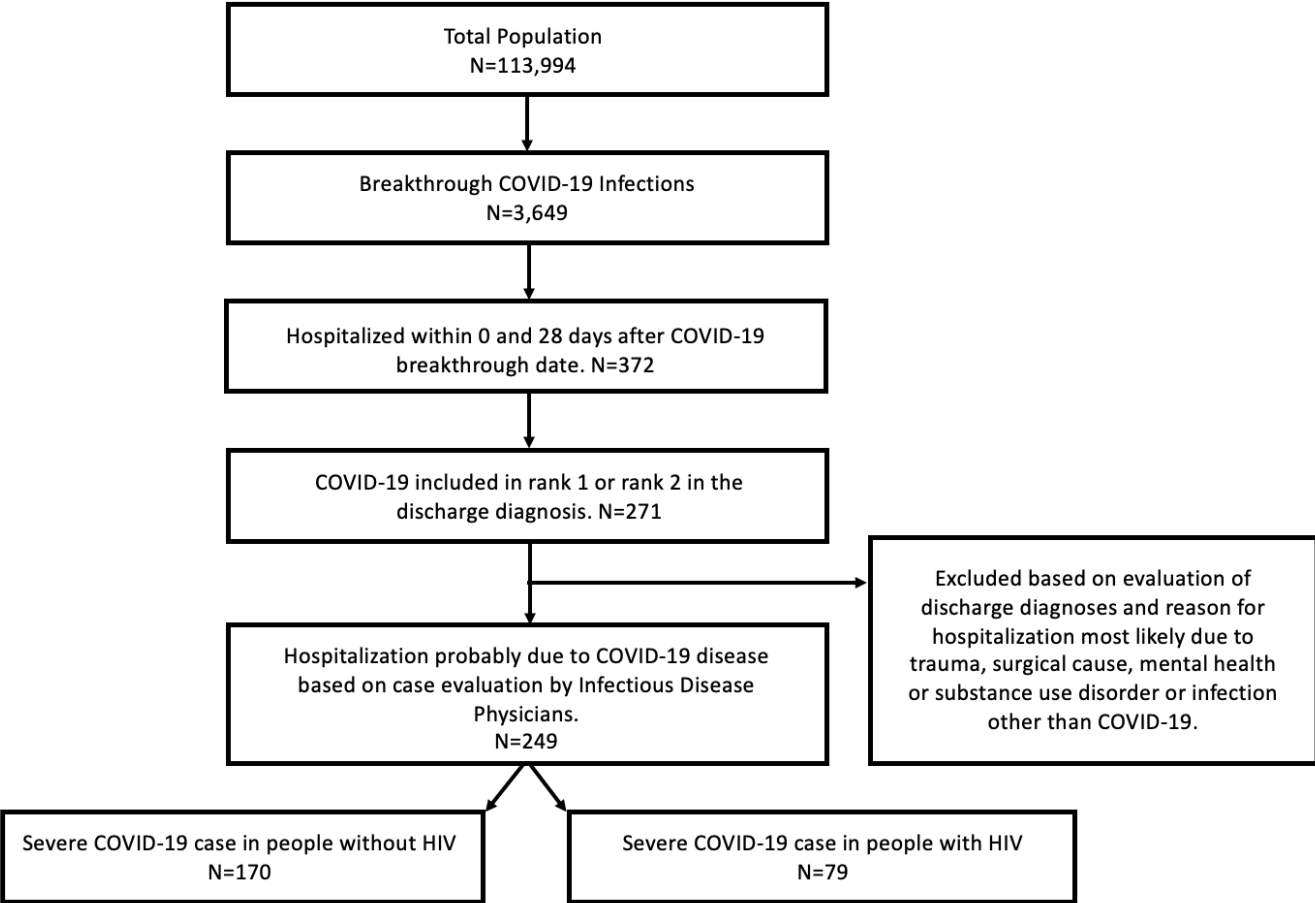 Total Population
N=113,994
Breakthrough COVID-19 Infections
N=3,649
Hospitalized within 0 and 28 days after COVID-19
breakthrough date. N=372
COVID-19 included in rank 1 or rank 2 in the
discharge diagnosis. N=271
Excluded based on evaluation of
discharge diagnoses and reason for
hospitalization most likely due to
trauma, surgical cause, mental health
or substance use disorder or infection
other than COVID-19.
Hospitalization probably due to COVID-19 disease
based on case evaluation by Infectious Disease
Physicians.
N=249
Severe COVID-19 case in people without HIV
N=170
Severe COVID-19 case in people with HIV
N=79